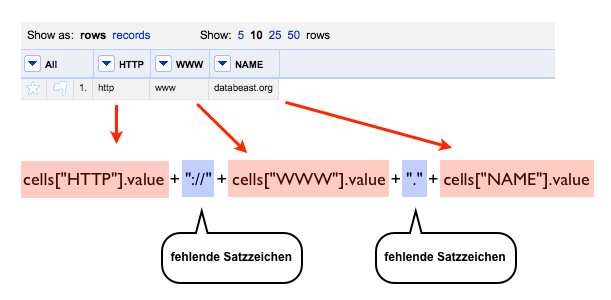 Show as: rows records Show: 5 10 25 50 rows
All HTTP WWW NAME
1. http www databeast.org
cells["HTTP"].value + "://" + cells["WWW"].value + "." + cells["NAME"].value
fehlende Satzzeichen fehlende Satzzeichen